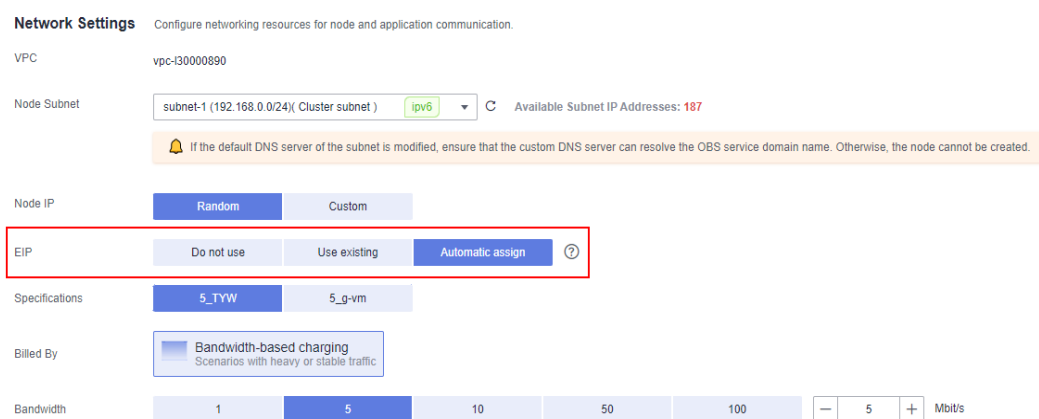 Network Settings Configure networking resources for node and application communication.
VPC vpc-l30000890
Node Subnet subnet-1 (192.168.0.0/24)( Cluster subnet ) ipv6 Available Subnet IP Addresses: 187
If the default DNS server of the subnet is modified, ensure that the custom DNS server can resolve the OBS service domain name. Otherwise, the node cannot be created.
Node IP Random Custom
EIP Do not use Use existing Automatic assign ?
Specifications 5_TYW 5_g-vm
Billed By Bandwidth-based charging
Scenarios with heavy or stable traffic
Bandwidth 1 5 10 50 100 − 5 + Mbit/s